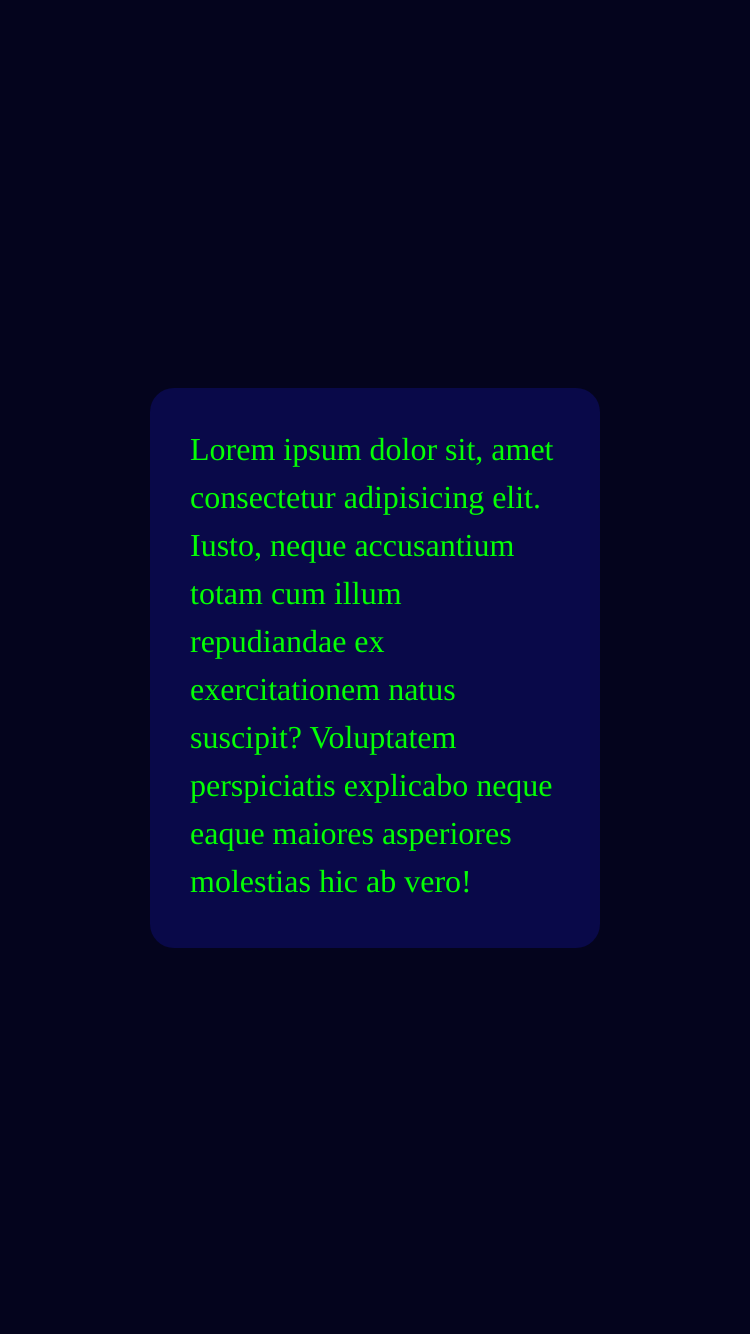 Lorem ipsum dolor sit, amet
consectetur adipisicing elit.
Iusto, neque accusantium
totam cum illum
repudiandae ex
exercitationem natus
suscipit? Voluptatem
perspiciatis explicabo neque
eaque maiores asperiores
molestias hic ab vero!